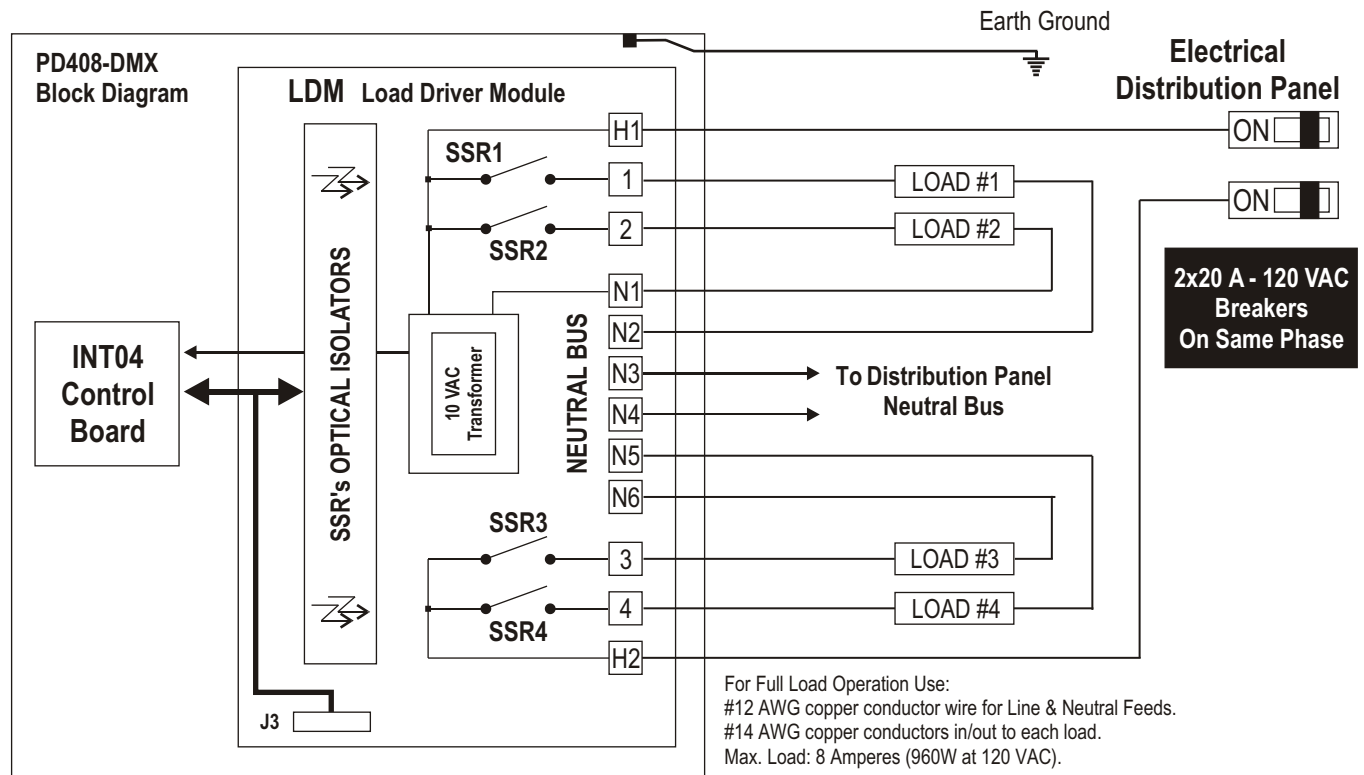 Earth Ground
PD408-DMX
Block Diagram
LDM Load Driver Module
Electrical
Distribution Panel
H1
ON
SSR1
1
LOAD #1
ON
2
LOAD #2
SSR2
SSR's OPTICAL ISOLATORS
N1
2x20 A - 120 VAC
Breakers
On Same Phase
INT04
Control
Board
10 VAC
Transformer
NEUTRAL BUS
N2
N3
To Distribution Panel
Neutral Bus
N4
N5
N6
SSR3
3
LOAD #3
4
LOAD #4
SSR4
H2
J3
For Full Load Operation Use:
#12 AWG copper conductor wire for Line & Neutral Feeds.
#14 AWG copper conductors in/out to each load.
Max. Load: 8 Amperes (960W at 120 VAC).